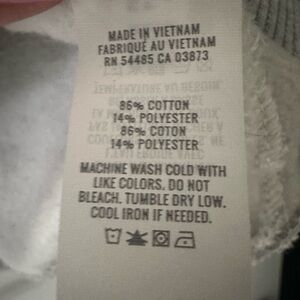 MADE IN VIETNAM
FABRIQUÉ AU VIETNAM
RN 54485 CA 03873
86% COTTON
14% POLYESTER
86% COTON
14% POLYESTER
MACHINE WASH COLD WITH
LIKE COLORS. DO NOT
BLEACH. TUMBLE DRY LOW.
COOL IRON IF NEEDED.